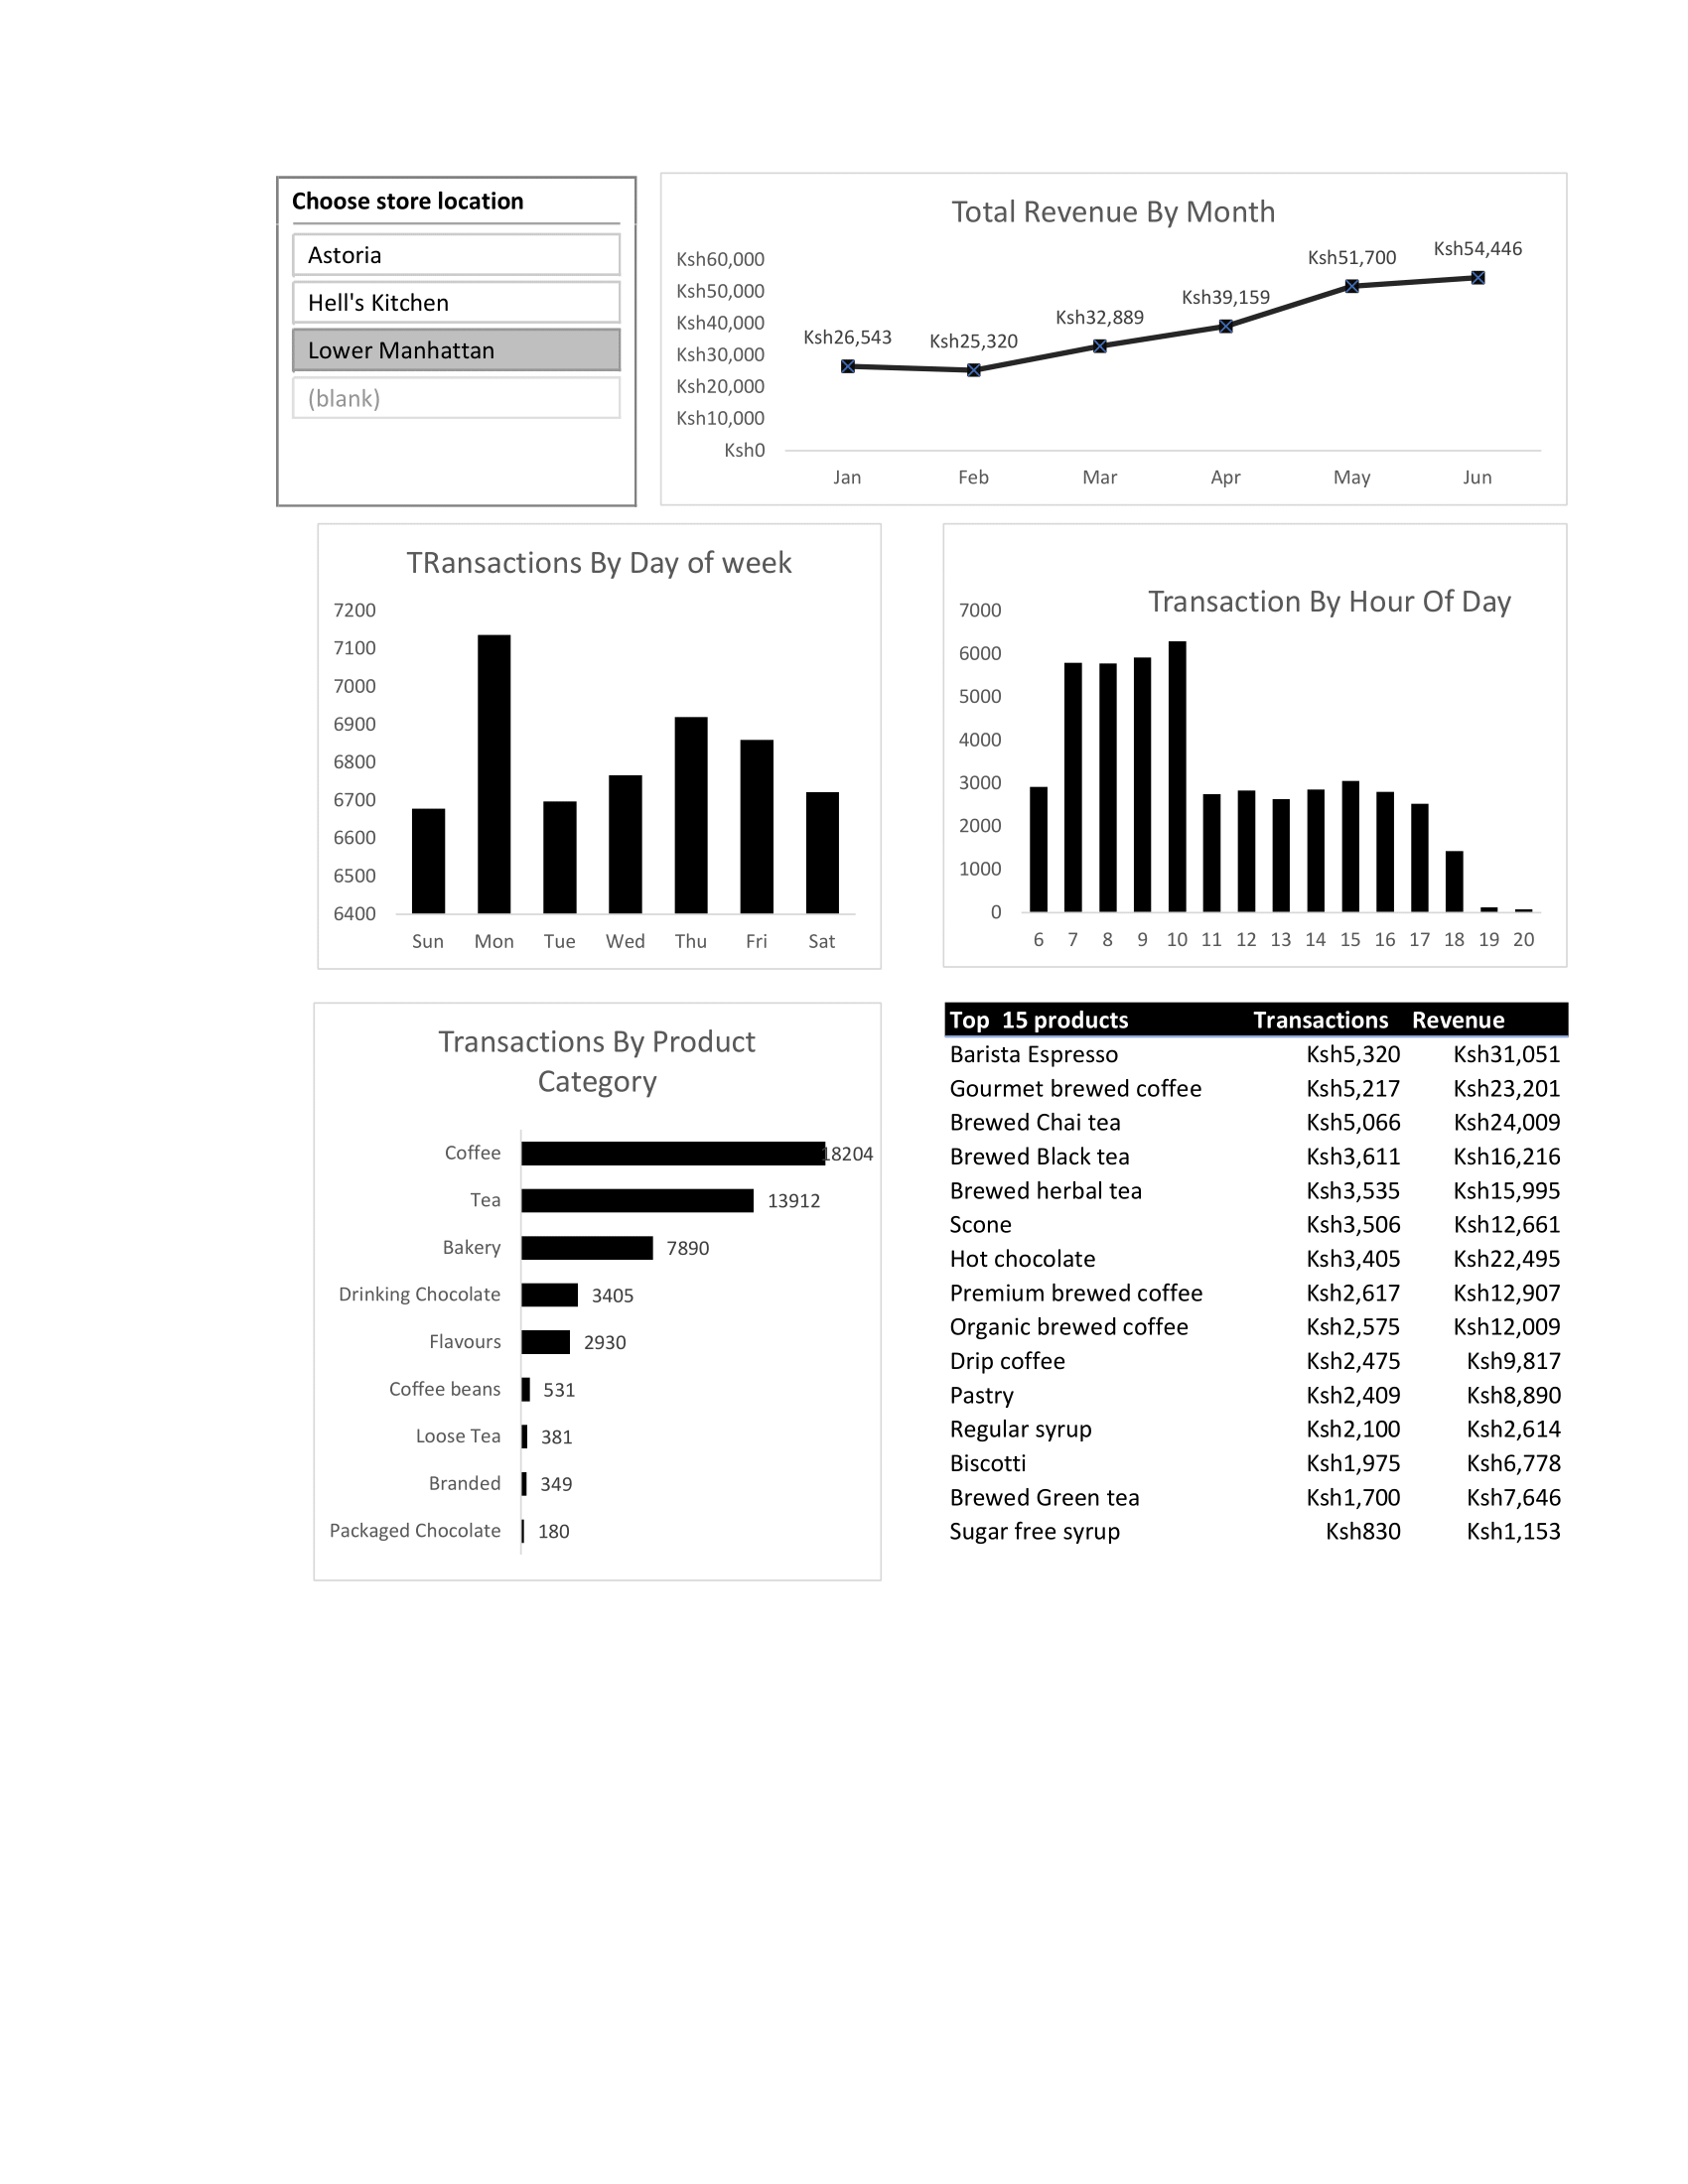 Choose store location
Astoria
Hell's Kitchen
Lower Manhattan
(blank)
Total Revenue By Month
Ksh60,000
Ksh50,000
Ksh40,000
Ksh30,000
Ksh20,000
Ksh10,000
Ksh0
Ksh26,543
Ksh25,320
Ksh32,889
Ksh39,159
Ksh51,700
Ksh54,446
Jan Feb Mar Apr May Jun
TRansactions By Day of week
7200
7100
7000
6900
6800
6700
6600
6500
6400
Sun Mon Tue Wed Thu Fri Sat
Transaction By Hour Of Day
7000
6000
5000
4000
3000
2000
1000
0
6 7 8 9 10 11 12 13 14 15 16 17 18 19 20
Transactions By Product
Category
Coffee 18204
Tea 13912
Bakery 7890
Drinking Chocolate 3405
Flavours 2930
Coffee beans 531
Loose Tea 381
Branded 349
Packaged Chocolate 180
Top 15 products Transactions Revenue
Barista Espresso Ksh5,320 Ksh31,051
Gourmet brewed coffee Ksh5,217 Ksh23,201
Brewed Chai tea Ksh5,066 Ksh24,009
Brewed Black tea Ksh3,611 Ksh16,216
Brewed herbal tea Ksh3,535 Ksh15,995
Scone Ksh3,506 Ksh12,661
Hot chocolate Ksh3,405 Ksh22,495
Premium brewed coffee Ksh2,617 Ksh12,907
Organic brewed coffee Ksh2,575 Ksh12,009
Drip coffee Ksh2,475 Ksh9,817
Pastry Ksh2,409 Ksh8,890
Regular syrup Ksh2,100 Ksh2,614
Biscotti Ksh1,975 Ksh6,778
Brewed Green tea Ksh1,700 Ksh7,646
Sugar free syrup Ksh830 Ksh1,153